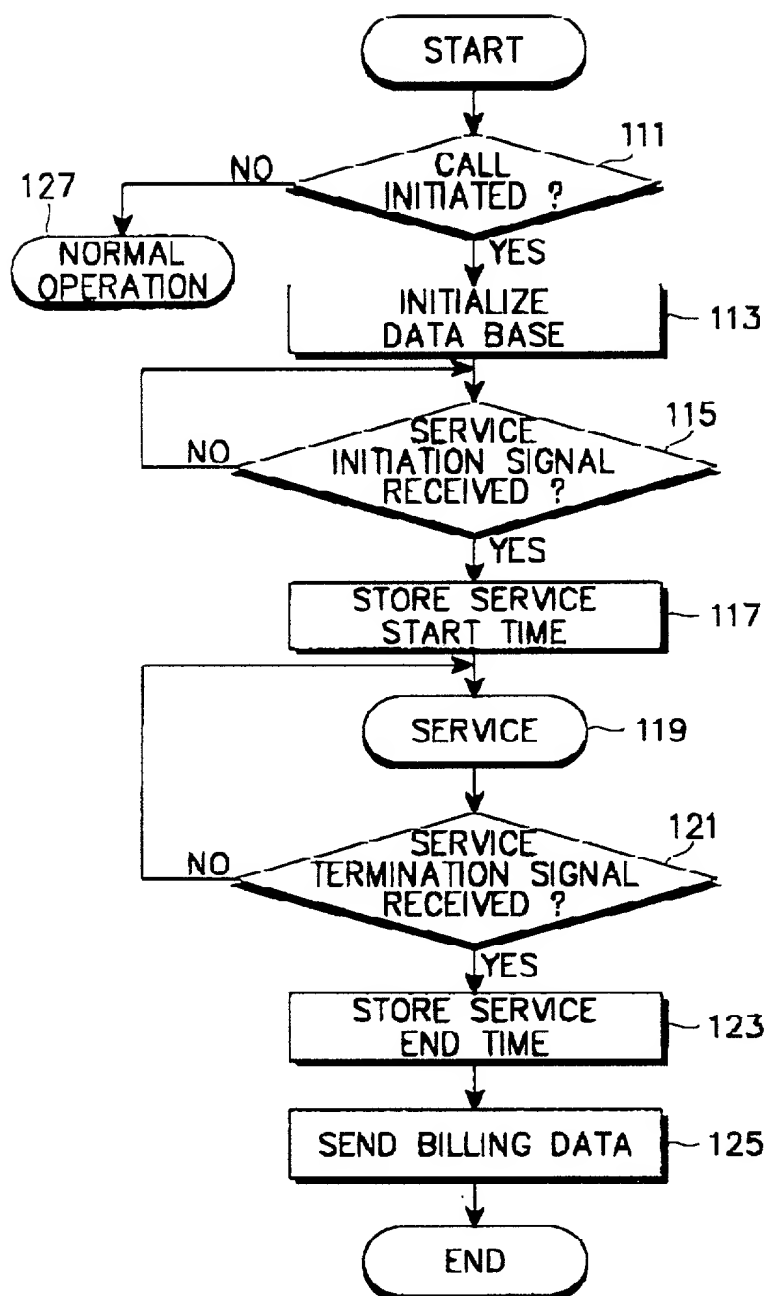 START
111
CALL
INITIATED ?
NO
127
NORMAL
OPERATION
YES
INITIALIZE
DATA BASE
113
115
SERVICE
INITIATION SIGNAL
RECEIVED ?
NO
YES
STORE SERVICE
START TIME
117
SERVICE
119
121
SERVICE
TERMINATION SIGNAL
RECEIVED ?
NO
YES
STORE SERVICE
END TIME
123
SEND BILLING DATA
125
END